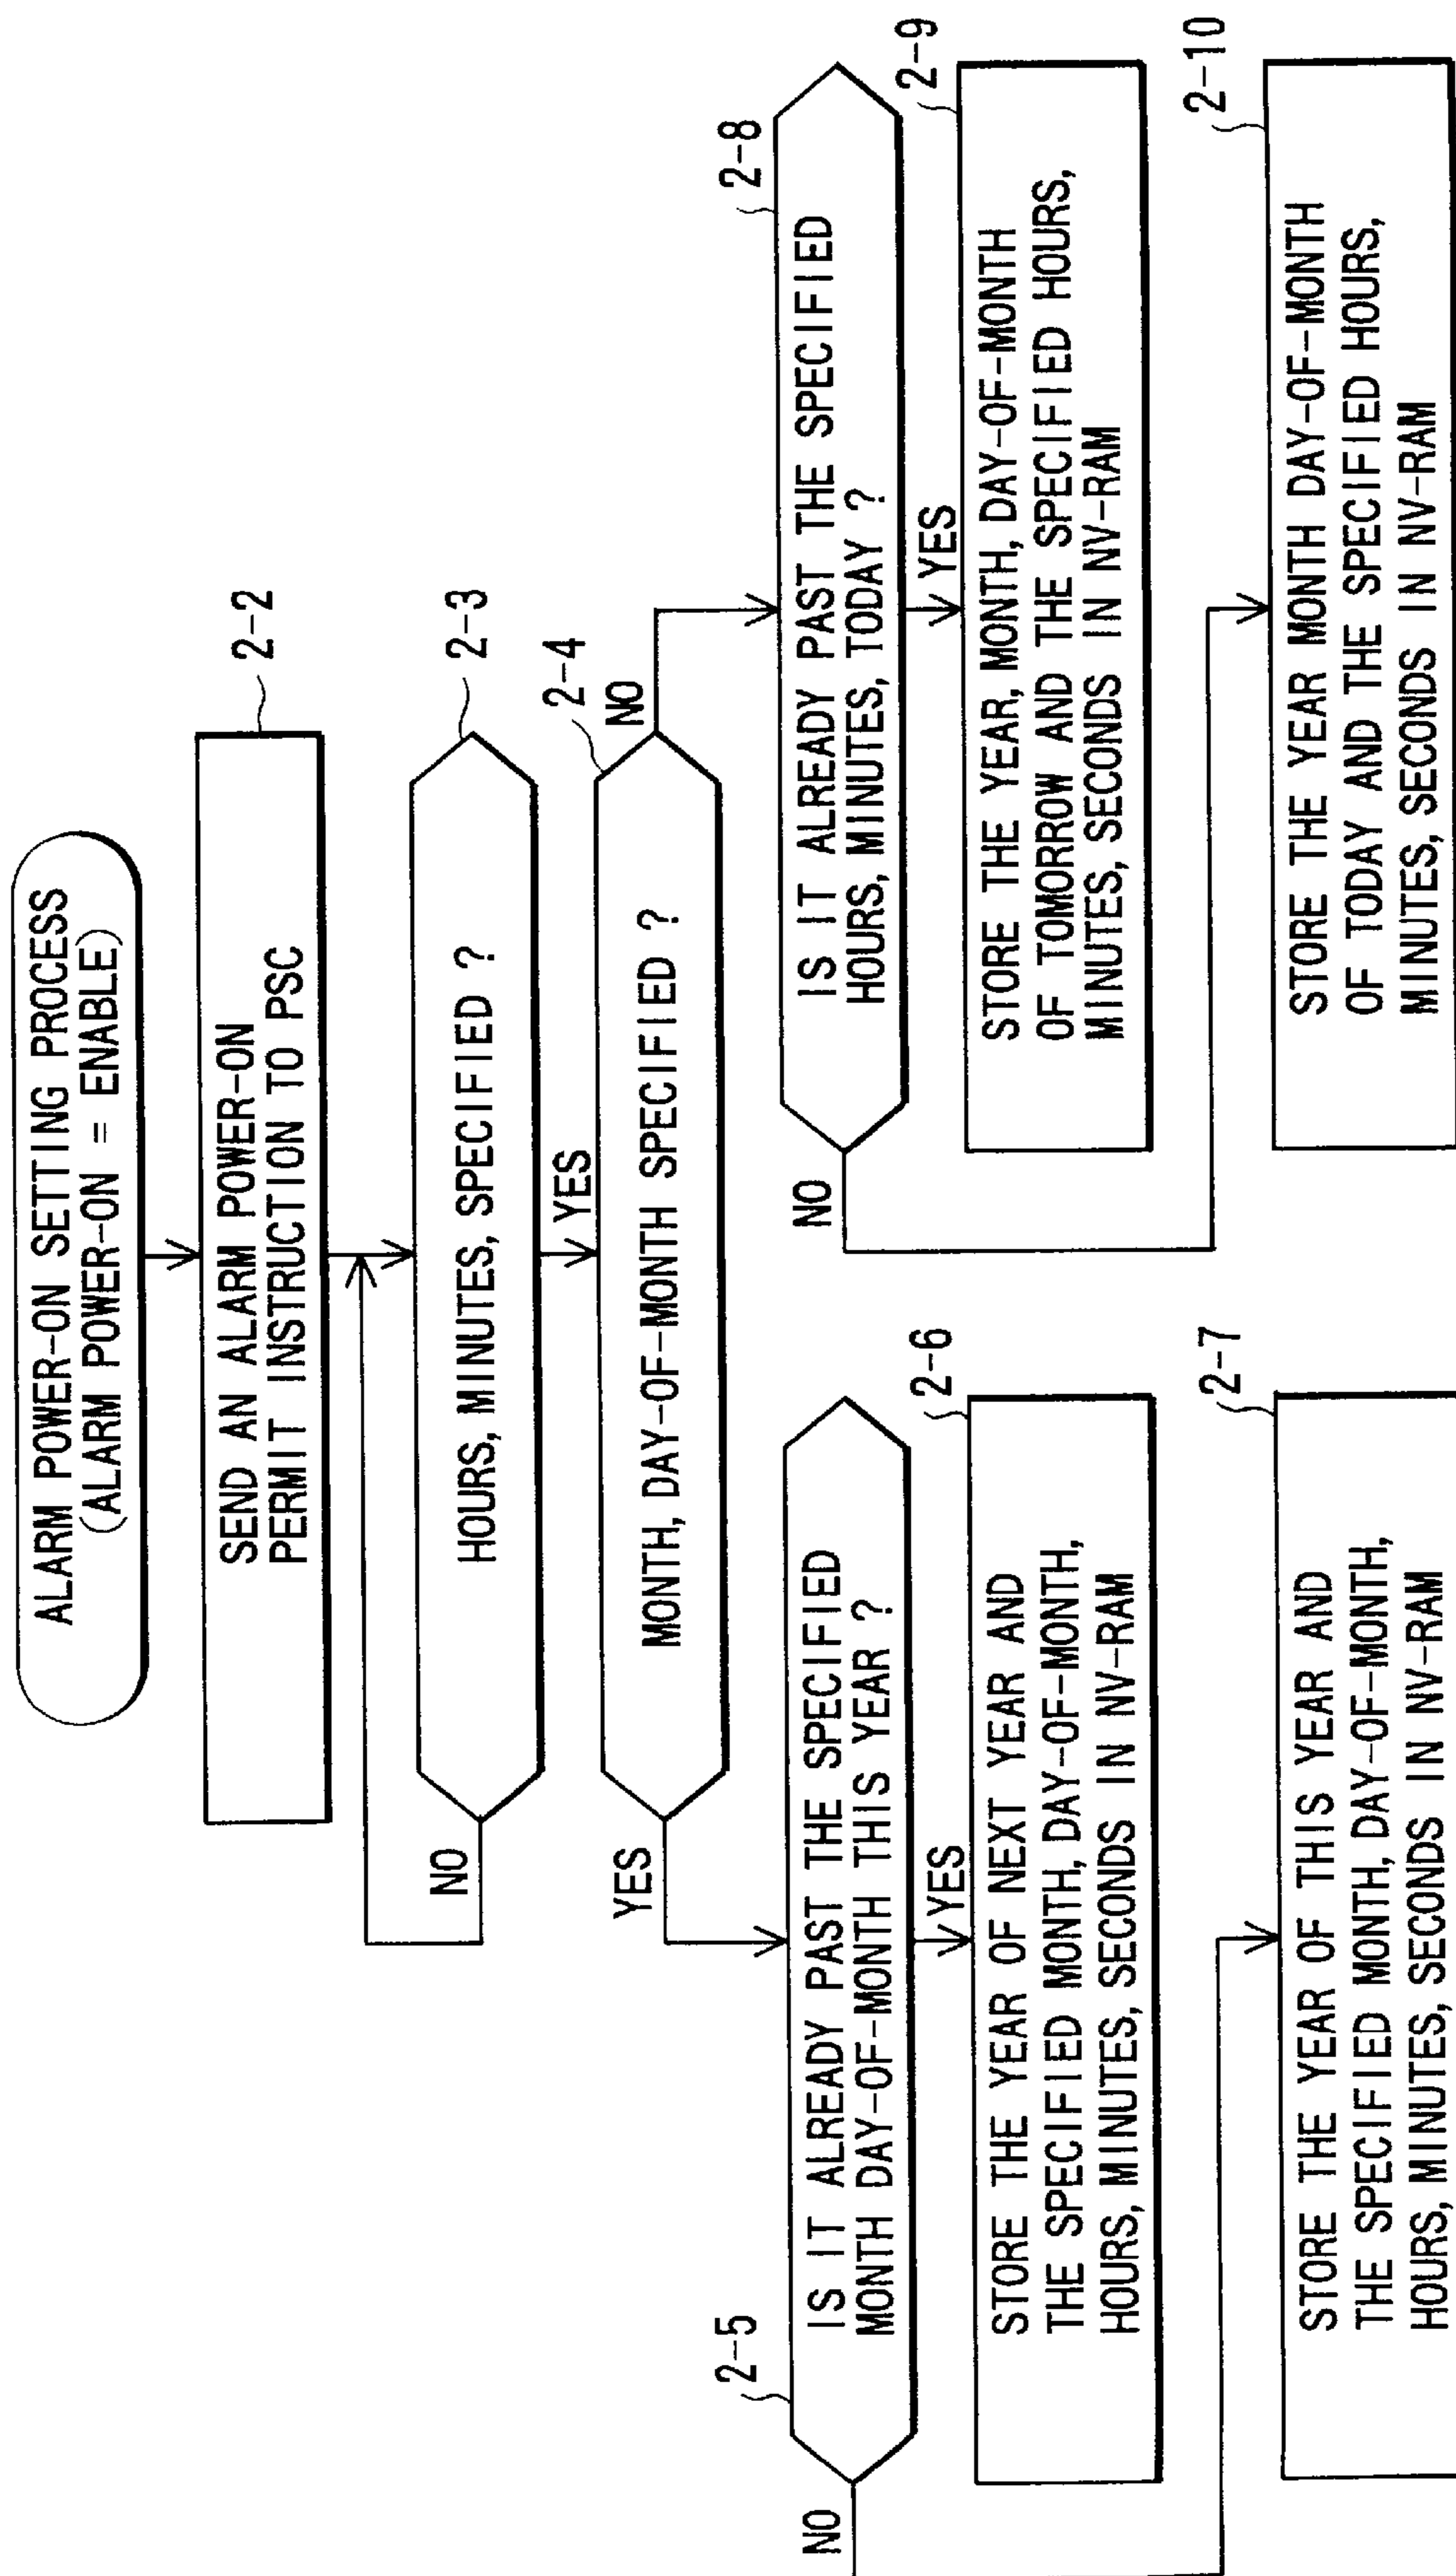 ALARM POWER-ON SETTING PROCESS
(ALARM POWER-ON = ENABLE)
2-2
SEND AN ALARM POWER-ON
PERMIT INSTRUCTION TO PSC
2-3
HOURS, MINUTES, SPECIFIED ?
NO
YES
2-4
MONTH, DAY-OF-MONTH SPECIFIED ?
YES
NO
2-5
IS IT ALREADY PAST THE SPECIFIED
MONTH DAY-OF-MONTH THIS YEAR ?
NO
YES
2-6
STORE THE YEAR OF NEXT YEAR AND
THE SPECIFIED MONTH, DAY-OF-MONTH,
HOURS, MINUTES, SECONDS IN NV-RAM
2-7
STORE THE YEAR OF THIS YEAR AND
THE SPECIFIED MONTH, DAY-OF-MONTH,
HOURS, MINUTES, SECONDS IN NV-RAM
2-8
IS IT ALREADY PAST THE SPECIFIED
HOURS, MINUTES, TODAY ?
NO
YES
2-9
STORE THE YEAR, MONTH, DAY-OF-MONTH
OF TOMORROW AND THE SPECIFIED HOURS,
MINUTES, SECONDS IN NV-RAM
2-10
STORE THE YEAR MONTH DAY-OF-MONTH
OF TODAY AND THE SPECIFIED HOURS,
MINUTES, SECONDS IN NV-RAM